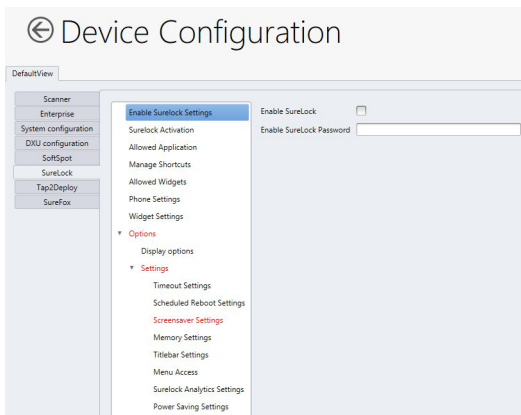 Device Configuration
DefaultView
Scanner
Enterprise
System configuration
DXU configuration
SoftSpot
SureLock
Tap2Deploy
SureFox
Enable Surelock Settings
Surelock Activation
Allowed Application
Manage Shortcuts
Allowed Widgets
Phone Settings
Widget Settings
Options
Display options
Settings
Timeout Settings
Scheduled Reboot Settings
Screensaver Settings
Memory Settings
Titlebar Settings
Menu Access
Surelock Analytics Settings
Power Saving Settings
Enable SureLock
Enable SureLock Password